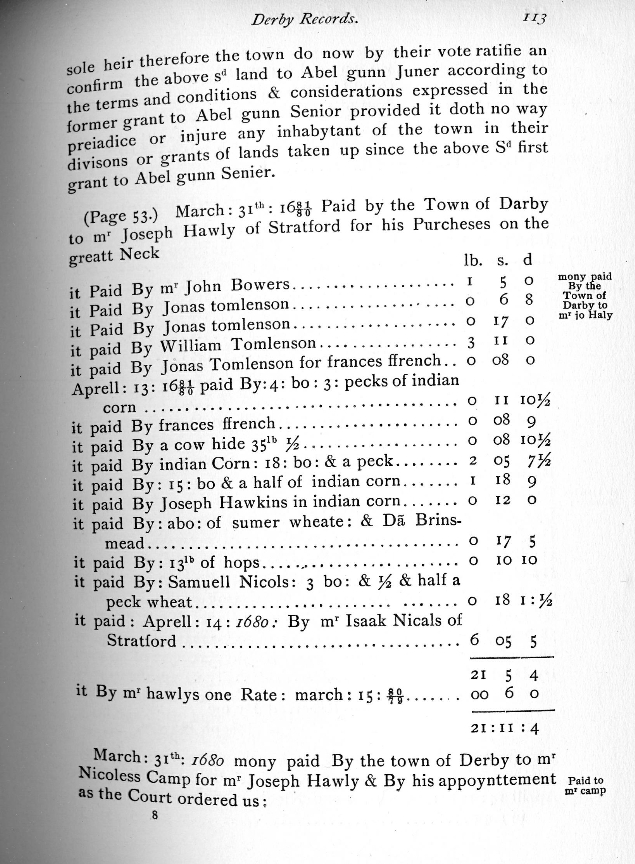 Derby Records. 113
sole heir therefore the town do now by their vote ratifie an
confirm the above sᵈ land to Abel gunn Juner according to
the terms and conditions & considerations expressed in the
former grant to Abel gunn Senior provided it doth no way
preiadice or injure any inhabytant of the town in their
divisons or grants of lands taken up since the above Sᵈ first
grant to Abel gunn Senier.
(Page 53.) March: 31ᵗʰ: 16 81/80 Paid by the Town of Darby
to mʳ Joseph Hawly of Stratford for his Purcheses on the
greatt Neck
lb. s. d
it Paid By mʳ John Bowers.................... 1 5 0
it Paid By Jonas tomlenson.................... 0 6 8
it Paid By Jonas tomlenson.................... 0 17 0
it paid By William Tomlenson................. 3 11 0
it paid By Jonas Tomlenson for frances ffrench.. 0 08 0
Aprell: 13: 16 81/80 paid By: 4: bo: 3: pecks of indian
corn ....................................... 0 11 10½
it paid By frances ffrench...................... 0 08 9
it paid By a cow hide 35ˡᵇ ½................... 0 08 10½
it paid By indian Corn: 18: bo: & a peck........ 2 05 7½
it paid By: 15: bo & a half of indian corn....... 1 18 9
it paid By Joseph Hawkins in indian corn....... 0 12 0
it paid By: abo: of sumer wheate: & Dã Brins-
mead....................................... 0 17 5
it paid By: 13ˡᵇ of hops........................ 0 10 10
it paid By: Samuell Nicols: 3 bo: & ½ & half a
peck wheat................................. 0 18 1:½
it paid: Aprell: 14: 1680: By mʳ Isaak Nicals of
Stratford .................................. 6 05 5
21 5 4
it By mʳ hawlys one Rate: march: 15: 80/79....... 00 6 0
21:11:4
mony paid
By the
Town of
Darby to
mʳ jo Haly
March: 31ᵗʰ: 1680 mony paid By the town of Derby to mʳ
Nicoless Camp for mʳ Joseph Hawly & By his appoynttement
as the Court ordered us:
Paid to
mʳ camp
8